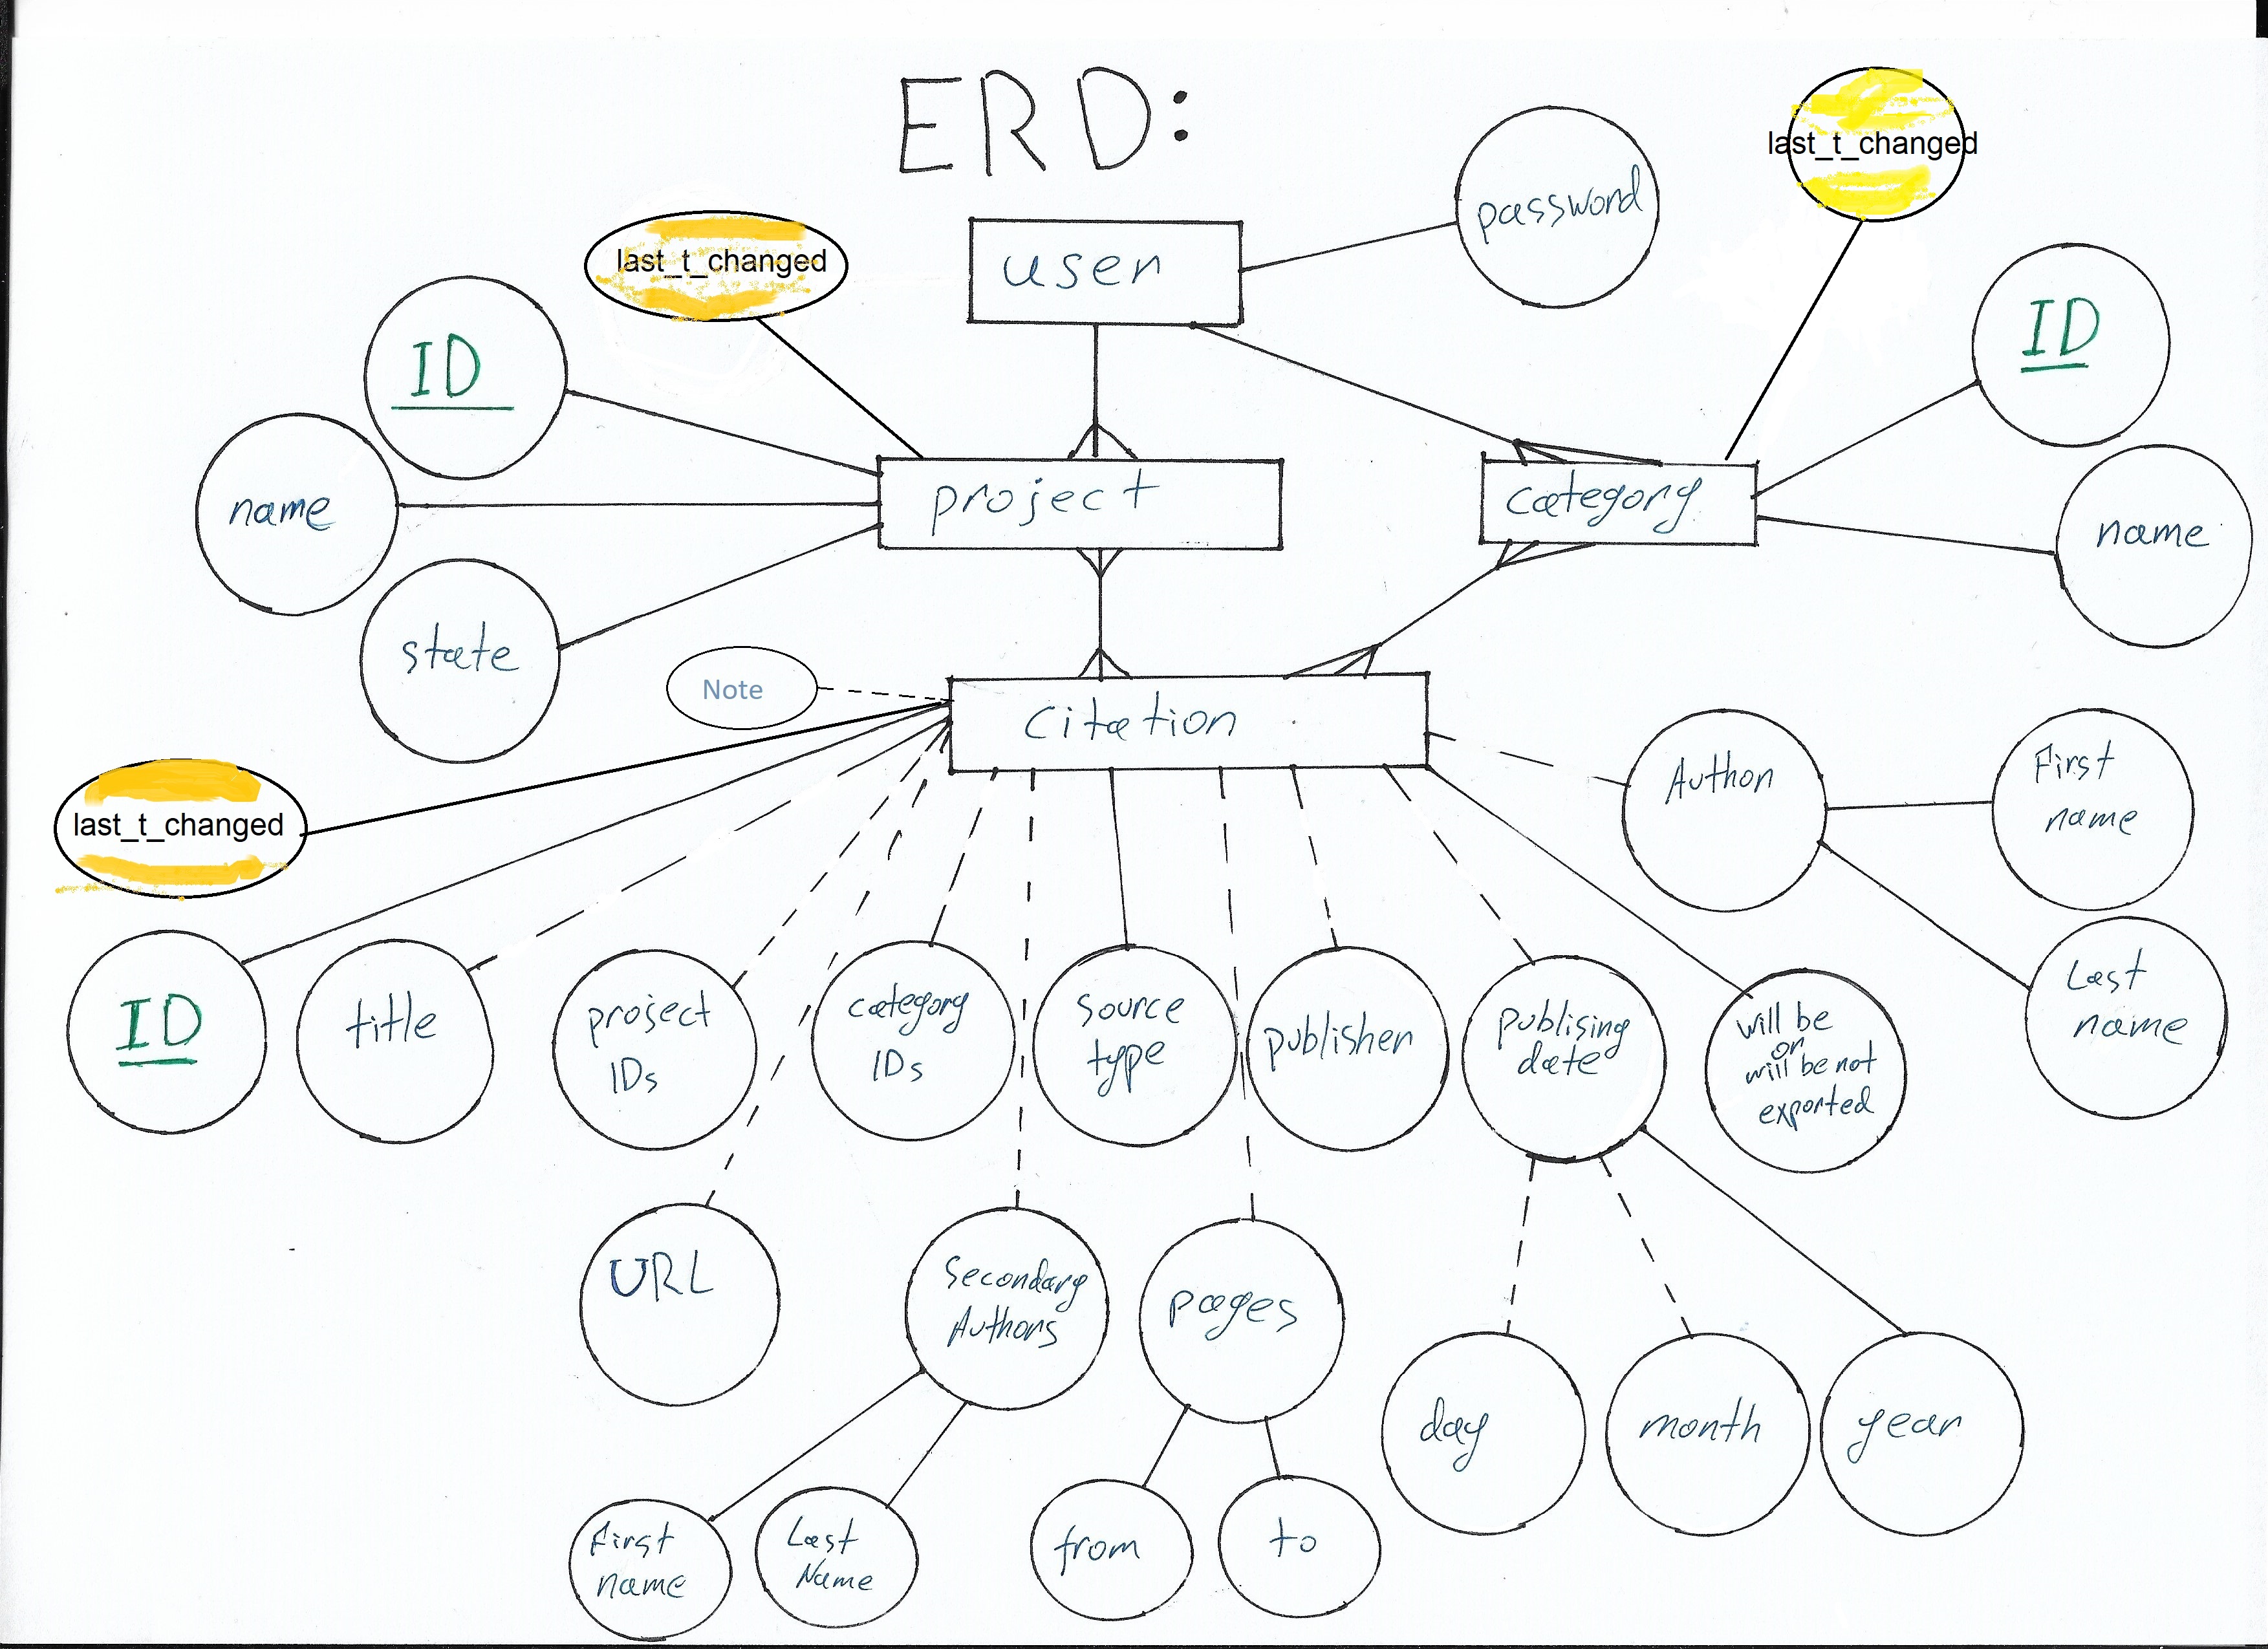 ERD:
last_t_changed
password
last_t_changed
user
ID
ID
name
project
category
name
state
Note
citation
Author
First
name
last_t_changed
Last
name
ID
title
project
IDs
category
IDs
source
type
publisher
publising
date
will be
or
will be not
exported
URL
Secondary
Authors
pages
day
month
year
First
name
Last
Name
from
to